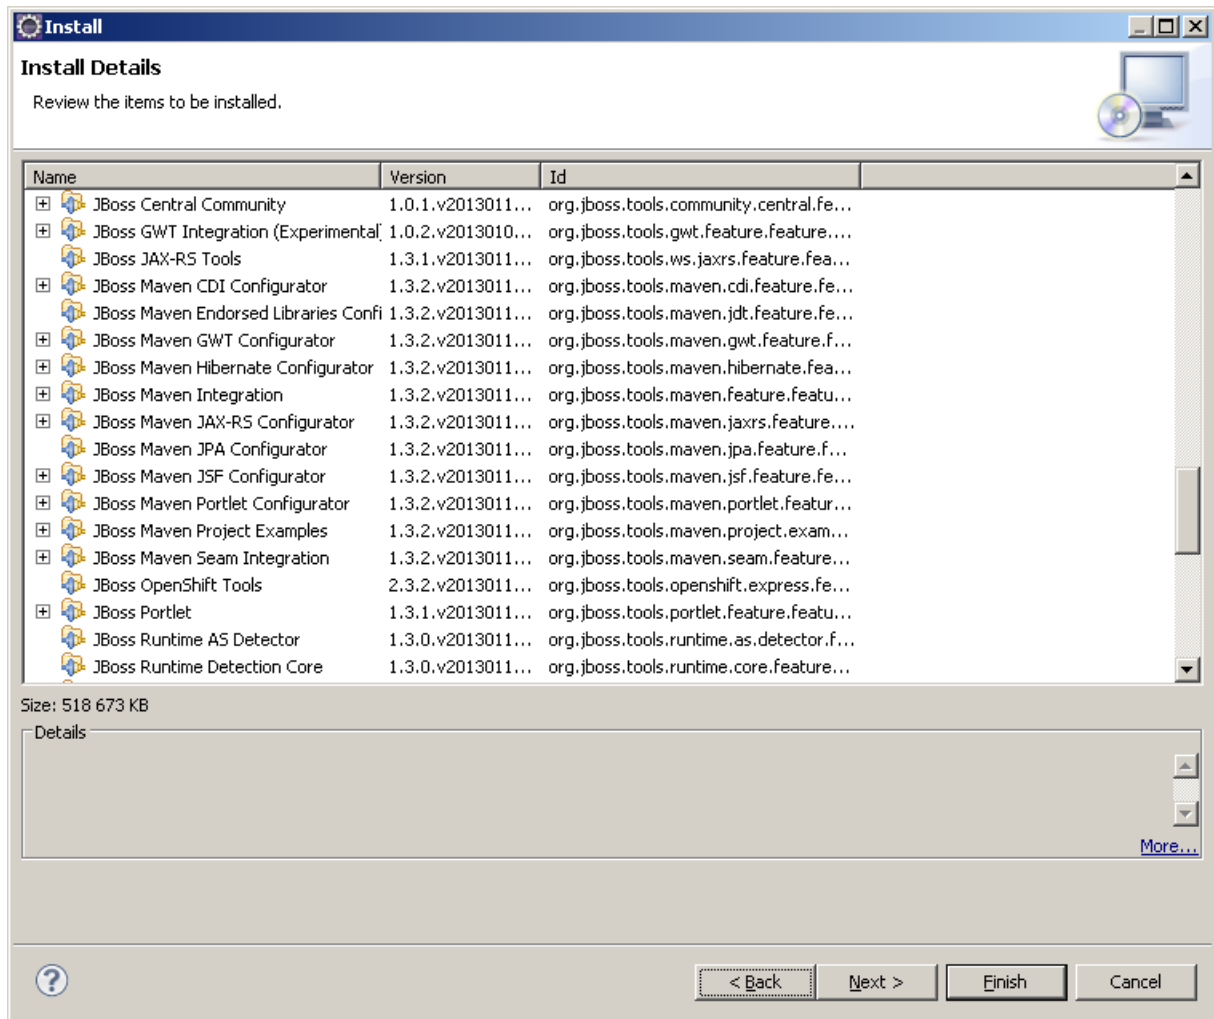 Install
Install Details
Review the items to be installed.
Name Version Id
JBoss Central Community 1.0.1.v2013011... org.jboss.tools.community.central.fe...
JBoss GWT Integration (Experimental) 1.0.2.v2013010... org.jboss.tools.gwt.feature.feature....
JBoss JAX-RS Tools 1.3.1.v2013011... org.jboss.tools.ws.jaxrs.feature.fea...
JBoss Maven CDI Configurator 1.3.2.v2013011... org.jboss.tools.maven.cdi.feature.fe...
JBoss Maven Endorsed Libraries Confi 1.3.2.v2013011... org.jboss.tools.maven.jdt.feature.fe...
JBoss Maven GWT Configurator 1.3.2.v2013011... org.jboss.tools.maven.gwt.feature.f...
JBoss Maven Hibernate Configurator 1.3.2.v2013011... org.jboss.tools.maven.hibernate.fea...
JBoss Maven Integration 1.3.2.v2013011... org.jboss.tools.maven.feature.featu...
JBoss Maven JAX-RS Configurator 1.3.2.v2013011... org.jboss.tools.maven.jaxrs.feature....
JBoss Maven JPA Configurator 1.3.2.v2013011... org.jboss.tools.maven.jpa.feature.f...
JBoss Maven JSF Configurator 1.3.2.v2013011... org.jboss.tools.maven.jsf.feature.fe...
JBoss Maven Portlet Configurator 1.3.2.v2013011... org.jboss.tools.maven.portlet.featur...
JBoss Maven Project Examples 1.3.2.v2013011... org.jboss.tools.maven.project.exam...
JBoss Maven Seam Integration 1.3.2.v2013011... org.jboss.tools.maven.seam.feature...
JBoss OpenShift Tools 2.3.2.v2013011... org.jboss.tools.openshift.express.fe...
JBoss Portlet 1.3.1.v2013011... org.jboss.tools.portlet.feature.featu...
JBoss Runtime AS Detector 1.3.0.v2013011... org.jboss.tools.runtime.as.detector.f...
JBoss Runtime Detection Core 1.3.0.v2013011... org.jboss.tools.runtime.core.feature...
Size: 518 673 KB
Details
More...
< Back Next > Finish Cancel